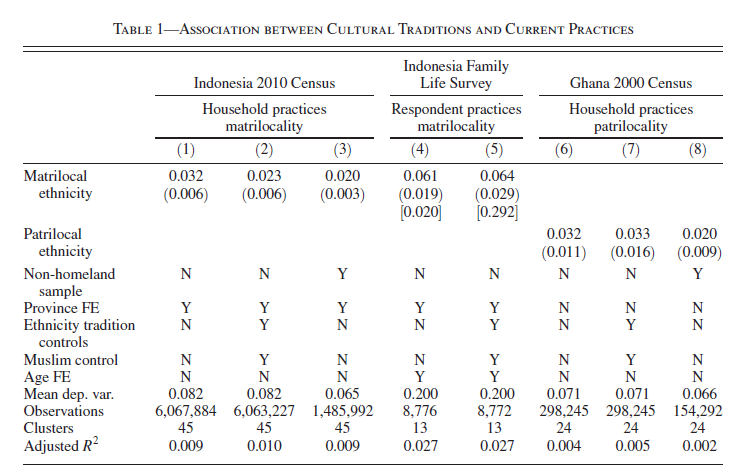 TABLE 1—ASSOCIATION BETWEEN CULTURAL TRADITIONS AND CURRENT PRACTICES
Indonesia 2010 Census Indonesia Family Life Survey Ghana 2000 Census
Household practices matrilocality Respondent practices matrilocality Household practices patrilocality
(1) (2) (3) (4) (5) (6) (7) (8)
Matrilocal 0.032 0.023 0.020 0.061 0.064
ethnicity (0.006) (0.006) (0.003) (0.019) (0.029)
[0.020] [0.292]
Patrilocal 0.032 0.033 0.020
ethnicity (0.011) (0.016) (0.009)
Non-homeland N N Y N N N N Y
sample
Province FE Y Y Y Y Y N N N
Ethnicity tradition N Y N N Y N Y N
controls
Muslim control N Y N N Y N Y N
Age FE N N N Y Y N N N
Mean dep. var. 0.082 0.082 0.065 0.200 0.200 0.071 0.071 0.066
Observations 6,067,884 6,063,227 1,485,992 8,776 8,772 298,245 298,245 154,292
Clusters 45 45 45 13 13 24 24 24
Adjusted R² 0.009 0.010 0.009 0.027 0.027 0.004 0.005 0.002